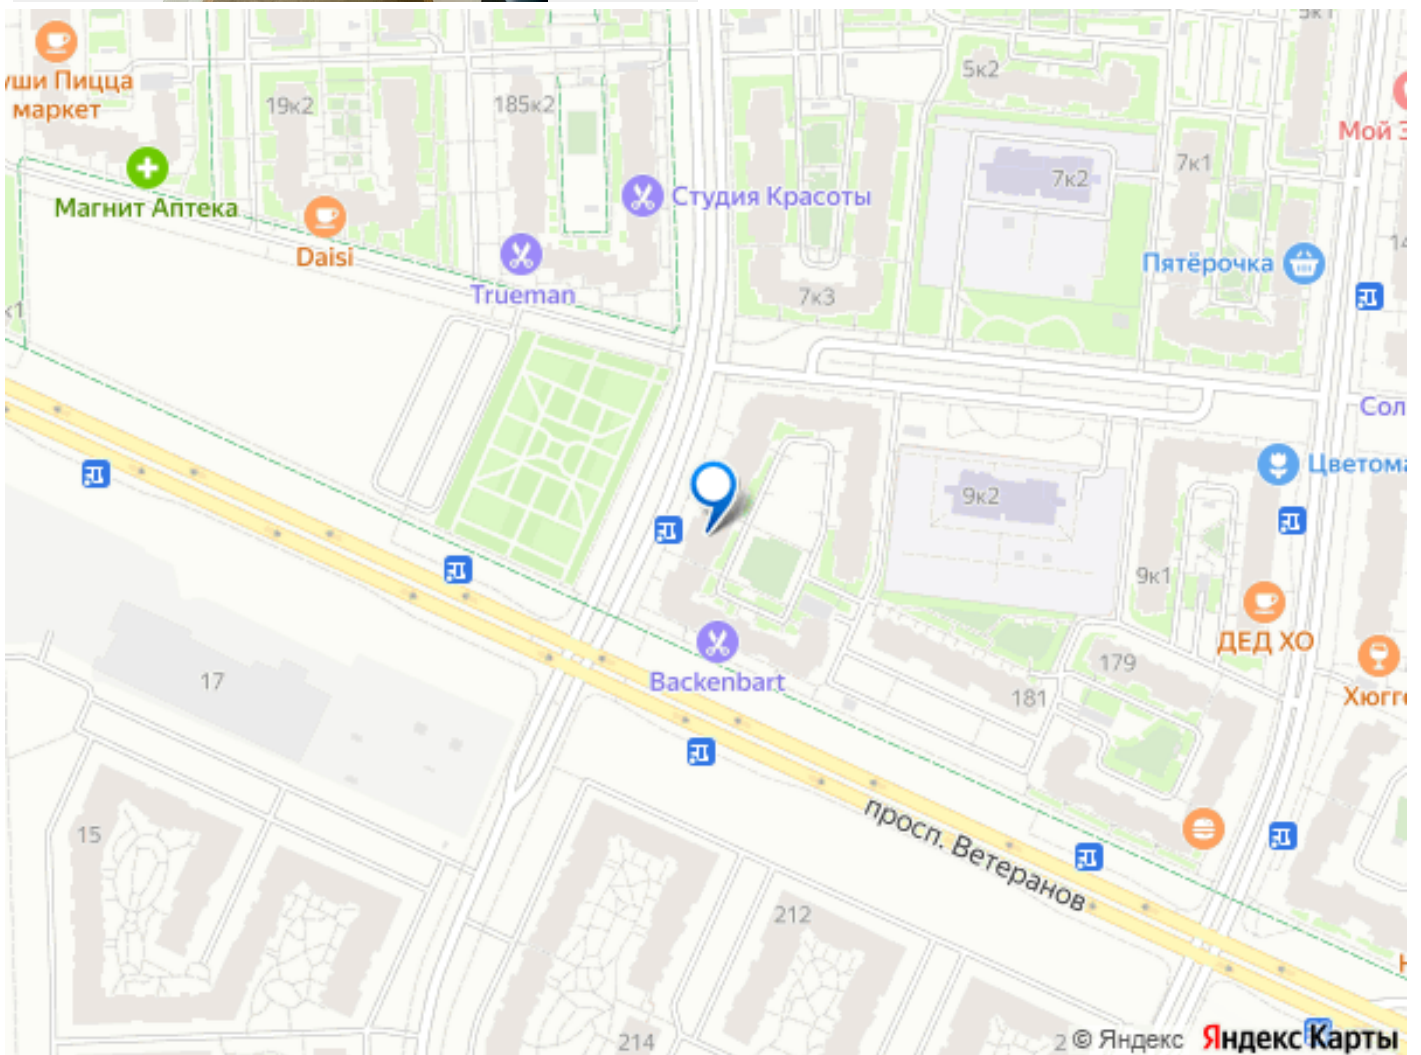 5к2
маркет
Пицца
19к2
185к2
Мой
7к1
7к2
Студия Красоты
Магнит Аптека
Daisi
Пятёрочка
Trueman
7к3
Цветома
9к2
9к1
ДЕД ХО
Backenbart
179
17
181
просп. Ветеранов
15
212
214
© Яндекс Яндекс Карты